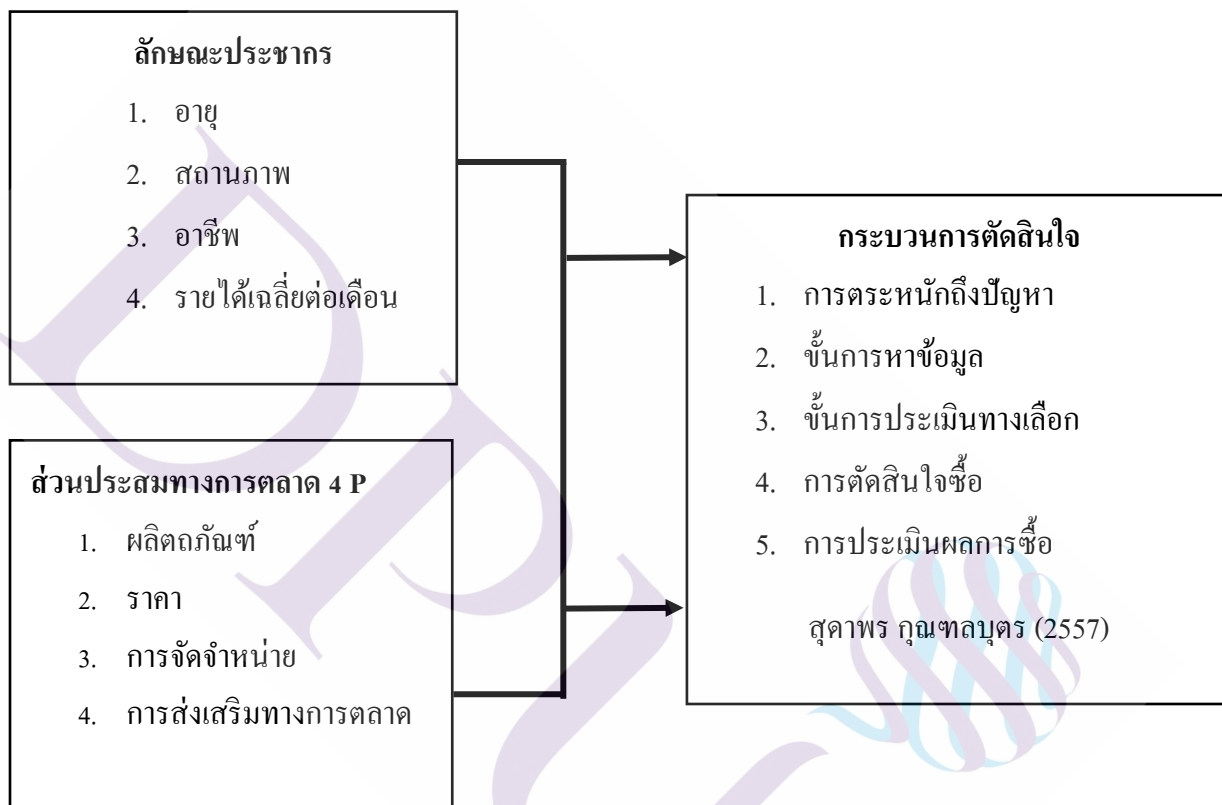 ลักษณะประชากร
1. อายุ
2. สถานภาพ
3. อาชีพ
4. รายได้เฉลี่ยต่อเดือน
ส่วนประสมทางการตลาด 4 P
1. ผลิตถภัณฑ์
2. ราคา
3. การจัดจำหน่าย
4. การส่งเสริมทางการตลาด
กระบวนการตัดสินใจ
1. การตระหนักถึงปัญหา
2. ขั้นการหาข้อมูล
3. ขั้นการประเมินทางเลือก
4. การตัดสินใจซื้อ
5. การประเมินผลการซื้อ
สุดาพร กุณฑลบุตร (2557)
DPU